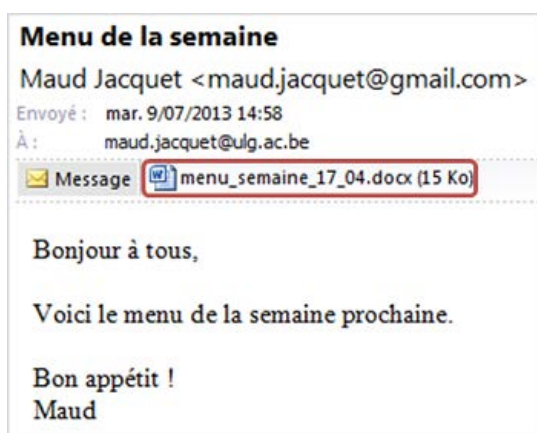 Menu de la semaine
Maud Jacquet <maud.jacquet@gmail.com>
Envoyé : mar. 9/07/2013 14:58
À : maud.jacquet@ulg.ac.be
Message menu_semaine_17_04.docx (15 Ko)
Bonjour à tous,
Voici le menu de la semaine prochaine.
Bon appétit !
Maud